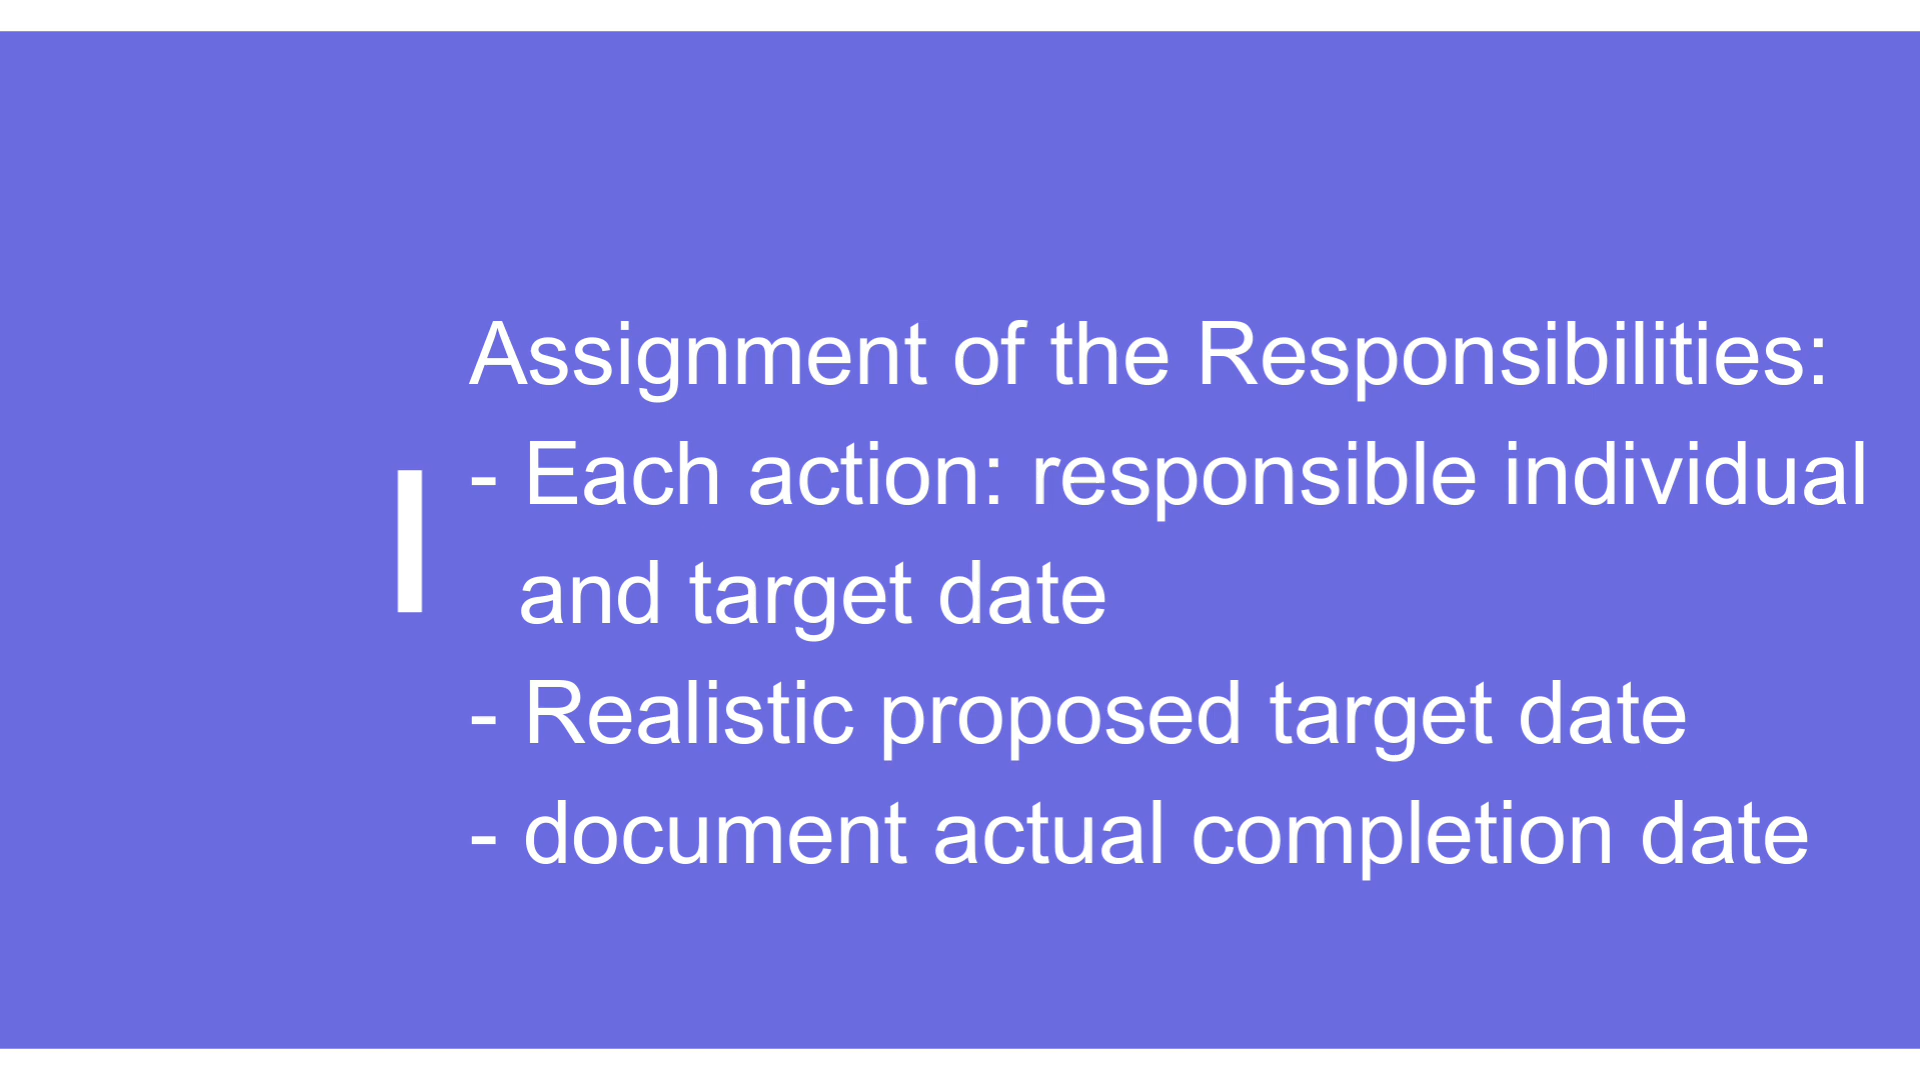 Assignment of the Responsibilities:
- Each action: responsible individual
and target date
I
- Realistic proposed target date
- document actual completion date